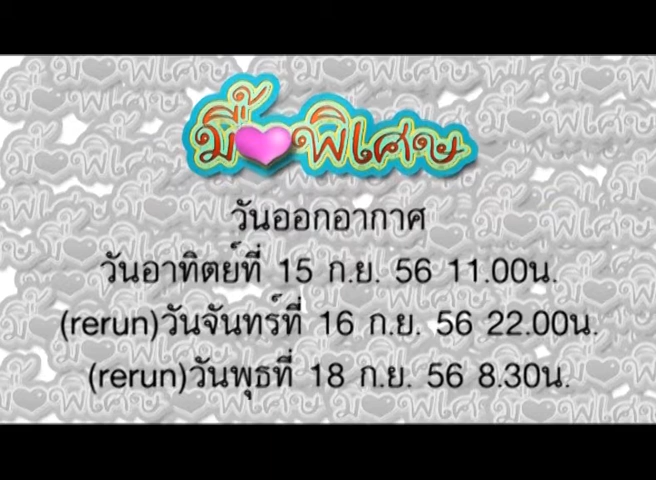 มื้อพิเศษ
วันออกอากาศ
วันอาทิตย์ที่ 15 ก.ย. 56 11.00น.
(rerun)วันจันทร์ที่ 16 ก.ย. 56 22.00น.
(rerun)วันพุธที่ 18 ก.ย. 56 8.30น.